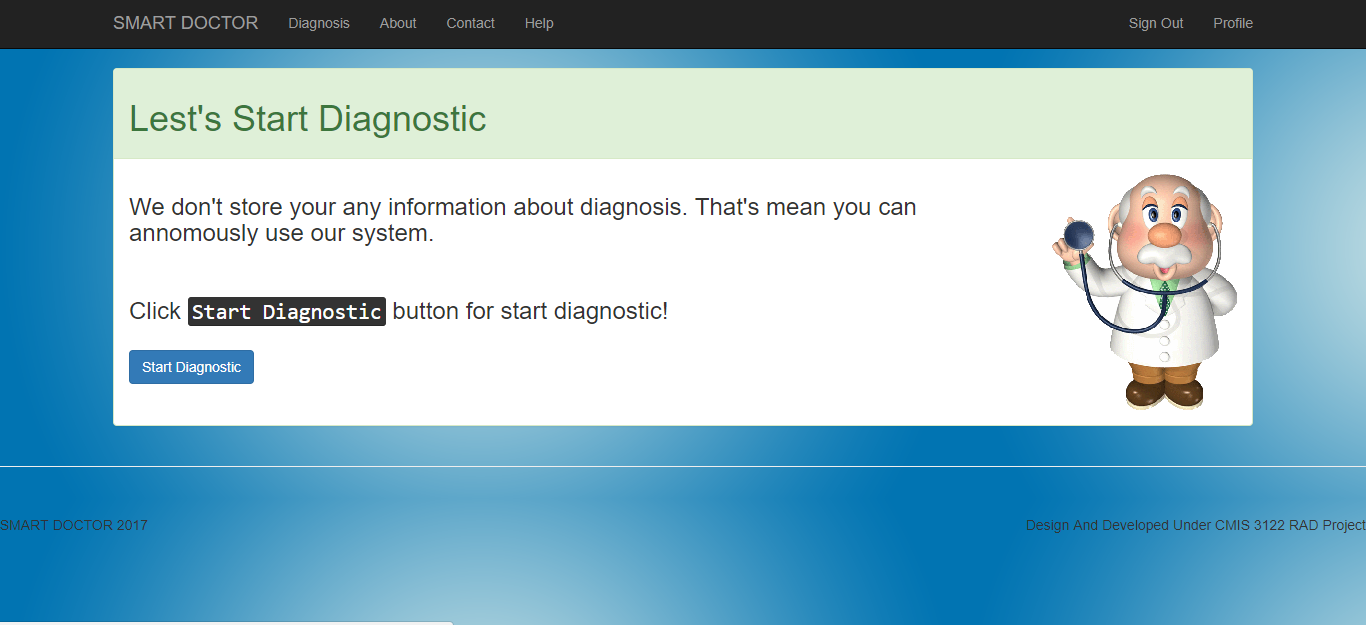 SMART DOCTOR Diagnosis About Contact Help Sign Out Profile
Lest's Start Diagnostic
We don't store your any information about diagnosis. That's mean you can
annomously use our system.
Click Start Diagnostic button for start diagnostic!
Start Diagnostic
SMART DOCTOR 2017 Design And Developed Under CMIS 3122 RAD Project